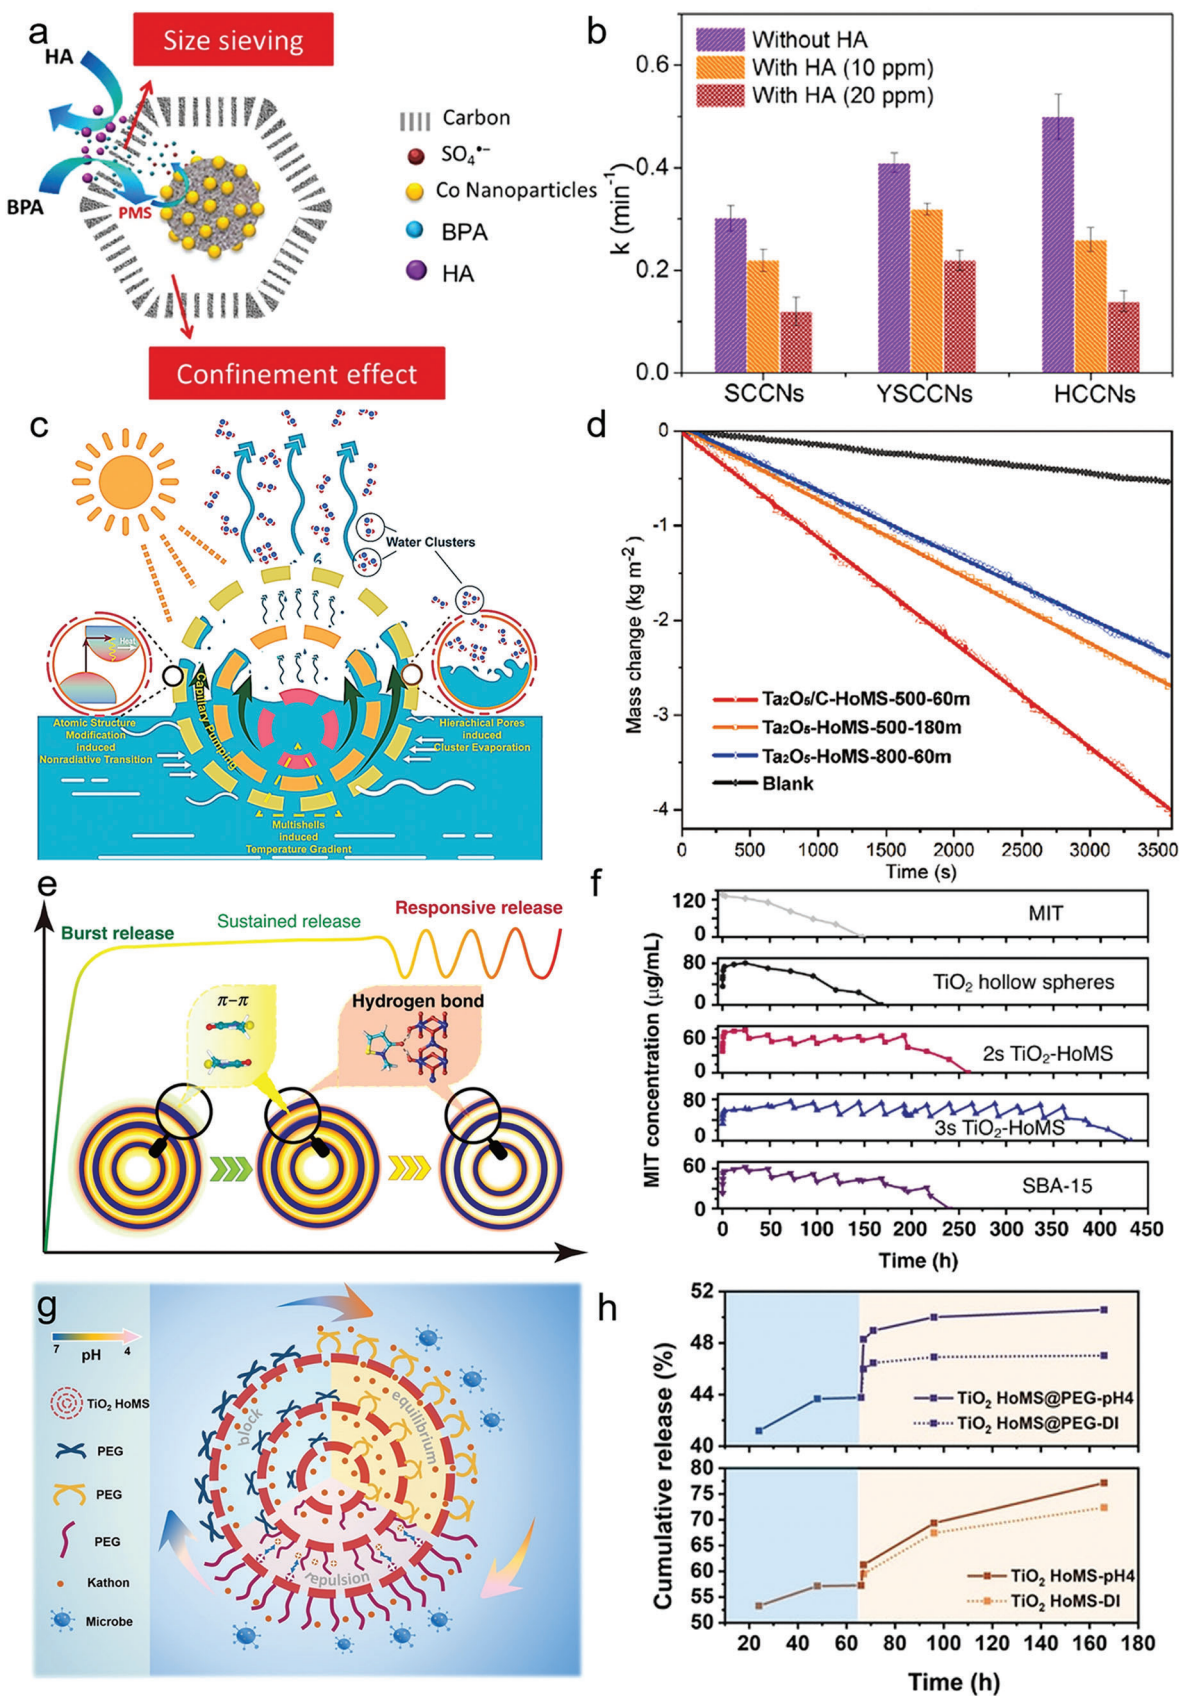 a
Size sieving
HA
BPA
PMS
Carbon
SO₄•−
Co Nanoparticles
BPA
HA
Confinement effect
b
Without HA
With HA (10 ppm)
With HA (20 ppm)
k (min⁻¹)
0.6
0.4
0.2
0.0
SCCNs
YSCCNs
HCCNs
c
Water Clusters
Heat
Capillary Pumping
Atomic Structure
Modification
induced
Nonradiative Transition
Hierachical Pores
induced
Cluster Evaporation
Multishells
induced
Temperature Gradient
d
Mass change (kg m⁻²)
0
-1
-2
-3
-4
Ta₂O₅/C-HoMS-500-60m
Ta₂O₅-HoMS-500-180m
Ta₂O₅-HoMS-800-60m
Blank
0 500 1000 1500 2000 2500 3000 3500
Time (s)
e
Burst release
Sustained release
Responsive release
π–π
Hydrogen bond
f
MIT concentration (μg/mL)
120
0
MIT
80
0
TiO₂ hollow spheres
60
0
2s TiO₂-HoMS
80
0
3s TiO₂-HoMS
60
0
SBA-15
0 50 100 150 200 250 300 350 400 450
Time (h)
g
7 pH 4
TiO₂ HoMS
PEG
PEG
PEG
Kathon
Microbe
block
equilibrium
repulsion
h
Cumulative release (%)
52
48
44
40
TiO₂ HoMS@PEG-pH4
TiO₂ HoMS@PEG-DI
80
75
70
65
60
55
50
TiO₂ HoMS-pH4
TiO₂ HoMS-DI
20 40 60 80 100 120 140 160 180
Time (h)